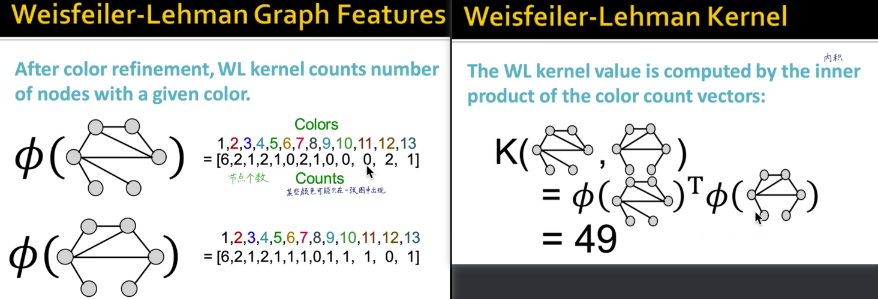 Weisfeiler-Lehman Graph Features
After color refinement, WL kernel counts number
of nodes with a given color.
Colors
1,2,3,4,5,6,7,8,9,10,11,12,13
ϕ( )
= [6,2,1,2,1,0,2,1,0,0, 0, 2, 1]
节点个数
Counts
某些颜色可能只在一张图中出现
1,2,3,4,5,6,7,8,9,10,11,12,13
ϕ( )
= [6,2,1,2,1,1,1,0,1, 1, 1, 0, 1]
Weisfeiler-Lehman Kernel
内积
The WL kernel value is computed by the inner
product of the color count vectors:
K( , )
= ϕ( )ᵀϕ( )
= 49